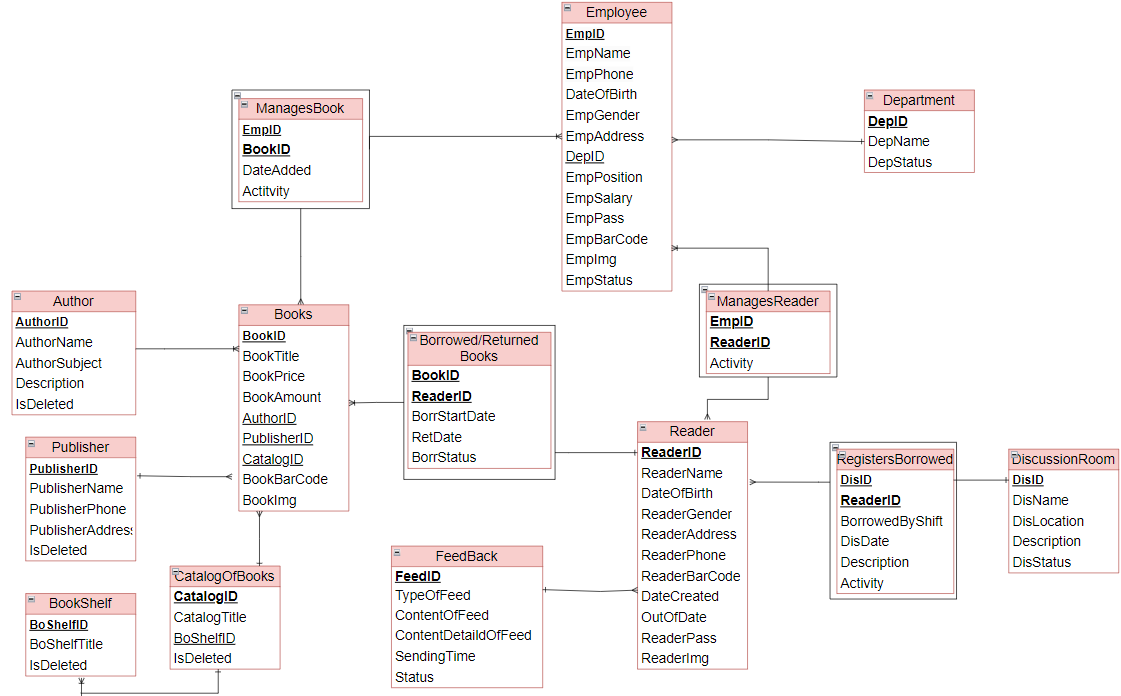 Employee
EmpID
EmpName
EmpPhone
DateOfBirth
EmpGender
EmpAddress
DepID
EmpPosition
EmpSalary
EmpPass
EmpBarCode
EmpImg
EmpStatus
ManagesBook
EmpID
BookID
DateAdded
Actitvity
Department
DepID
DepName
DepStatus
Author
AuthorID
AuthorName
AuthorSubject
Description
IsDeleted
Books
BookID
BookTitle
BookPrice
BookAmount
AuthorID
PublisherID
CatalogID
BookBarCode
BookImg
Borrowed/Returned
Books
BookID
ReaderID
BorrStartDate
RetDate
BorrStatus
ManagesReader
EmpID
ReaderID
Activity
Publisher
PublisherID
PublisherName
PublisherPhone
PublisherAddress
IsDeleted
Reader
ReaderID
ReaderName
DateOfBirth
ReaderGender
ReaderAddress
ReaderPhone
ReaderBarCode
DateCreated
OutOfDate
ReaderPass
ReaderImg
RegistersBorrowed
DisID
ReaderID
BorrowedByShift
DisDate
Description
Activity
DiscussionRoom
DisID
DisName
DisLocation
Description
DisStatus
FeedBack
FeedID
TypeOfFeed
ContentOfFeed
ContentDetaildOfFeed
SendingTime
Status
CatalogOfBooks
CatalogID
CatalogTitle
BoShelfID
IsDeleted
BookShelf
BoShelfID
BoShelfTitle
IsDeleted